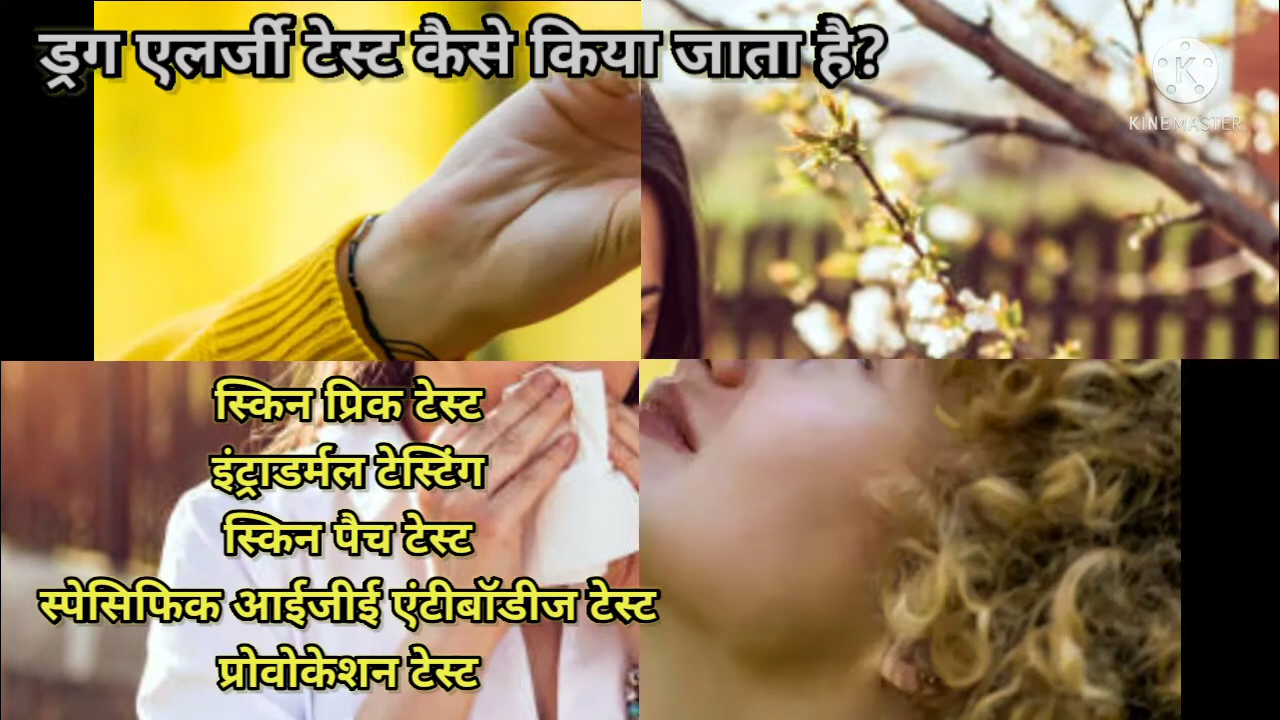 ड्रग एलर्जी टेस्ट कैसे किया जाता है?
K
KINEMASTER
स्किन प्रिक टेस्ट
इंट्राडर्मल टेस्टिंग
स्किन पैच टेस्ट
स्पेसिफिक आईजीई एंटीबॉडीज टेस्ट
प्रोवोकेशन टेस्ट